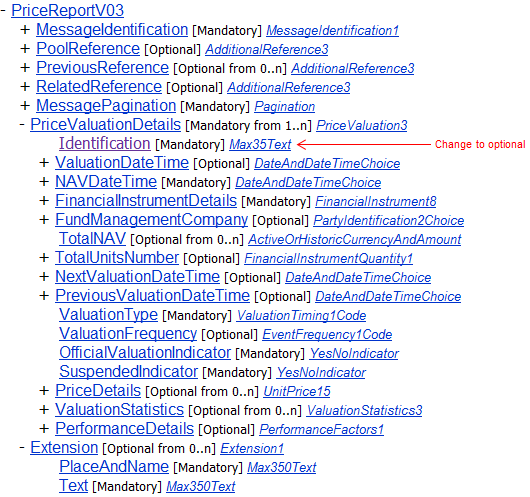 - PriceReportV03
+ MessageIdentification [Mandatory] MessageIdentification1
+ PoolReference [Optional] AdditionalReference3
+ PreviousReference [Optional from 0..n] AdditionalReference3
+ RelatedReference [Optional] AdditionalReference3
+ MessagePagination [Mandatory] Pagination
- PriceValuationDetails [Mandatory from 1..n] PriceValuation3
Identification [Mandatory] Max35Text Change to optional
+ ValuationDateTime [Optional] DateAndDateTimeChoice
+ NAVDateTime [Mandatory] DateAndDateTimeChoice
+ FinancialInstrumentDetails [Mandatory] FinancialInstrument8
+ FundManagementCompany [Optional] PartyIdentification2Choice
TotalNAV [Optional from 0..n] ActiveOrHistoricCurrencyAndAmount
+ TotalUnitsNumber [Optional] FinancialInstrumentQuantity1
+ NextValuationDateTime [Optional] DateAndDateTimeChoice
+ PreviousValuationDateTime [Optional] DateAndDateTimeChoice
ValuationType [Mandatory] ValuationTiming1Code
ValuationFrequency [Optional] EventFrequency1Code
OfficialValuationIndicator [Mandatory] YesNoIndicator
SuspendedIndicator [Mandatory] YesNoIndicator
+ PriceDetails [Optional from 0..n] UnitPrice15
+ ValuationStatistics [Optional from 0..n] ValuationStatistics3
+ PerformanceDetails [Optional] PerformanceFactors1
- Extension [Optional from 0..n] Extension1
PlaceAndName [Mandatory] Max350Text
Text [Mandatory] Max350Text